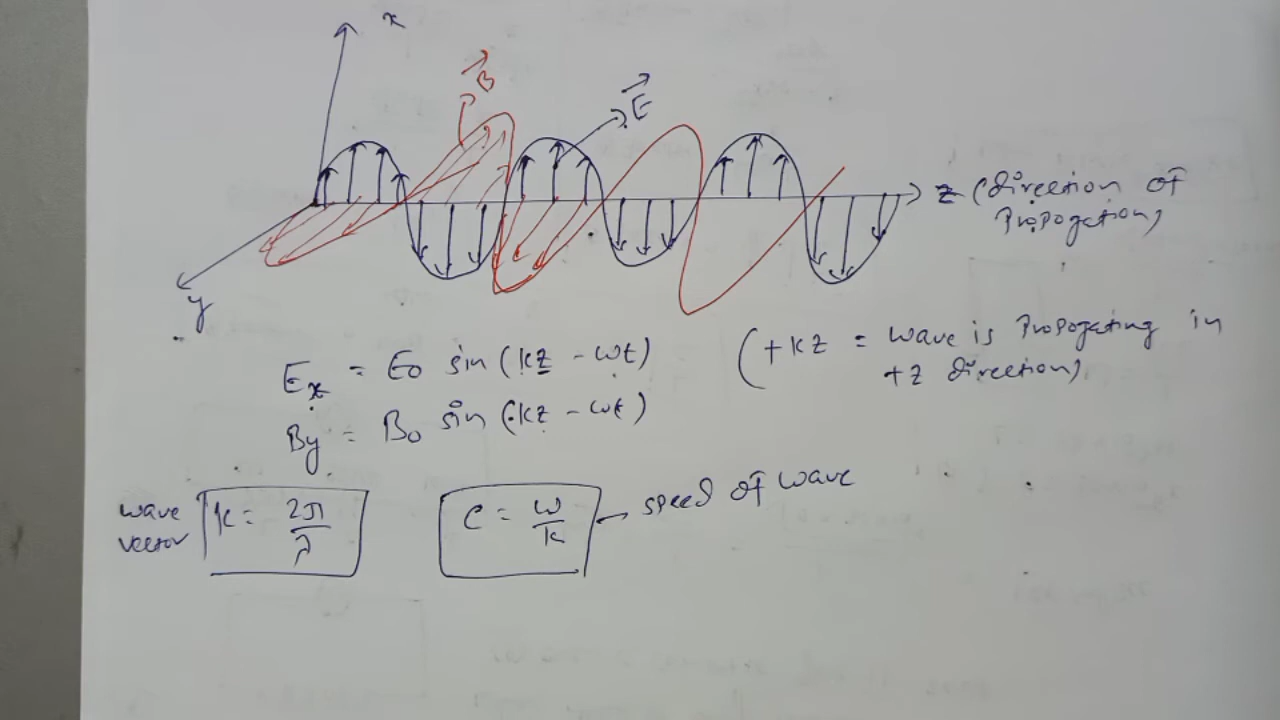 x
B
E
z (direction of
propogation)
y
Ex = E0 sin(kz - ωt)
(+kz = wave is propogating in
+z direction)
By = B0 sin(kz - ωt)
wave
vector
k = 2π/λ
c = ω/k
speed of wave